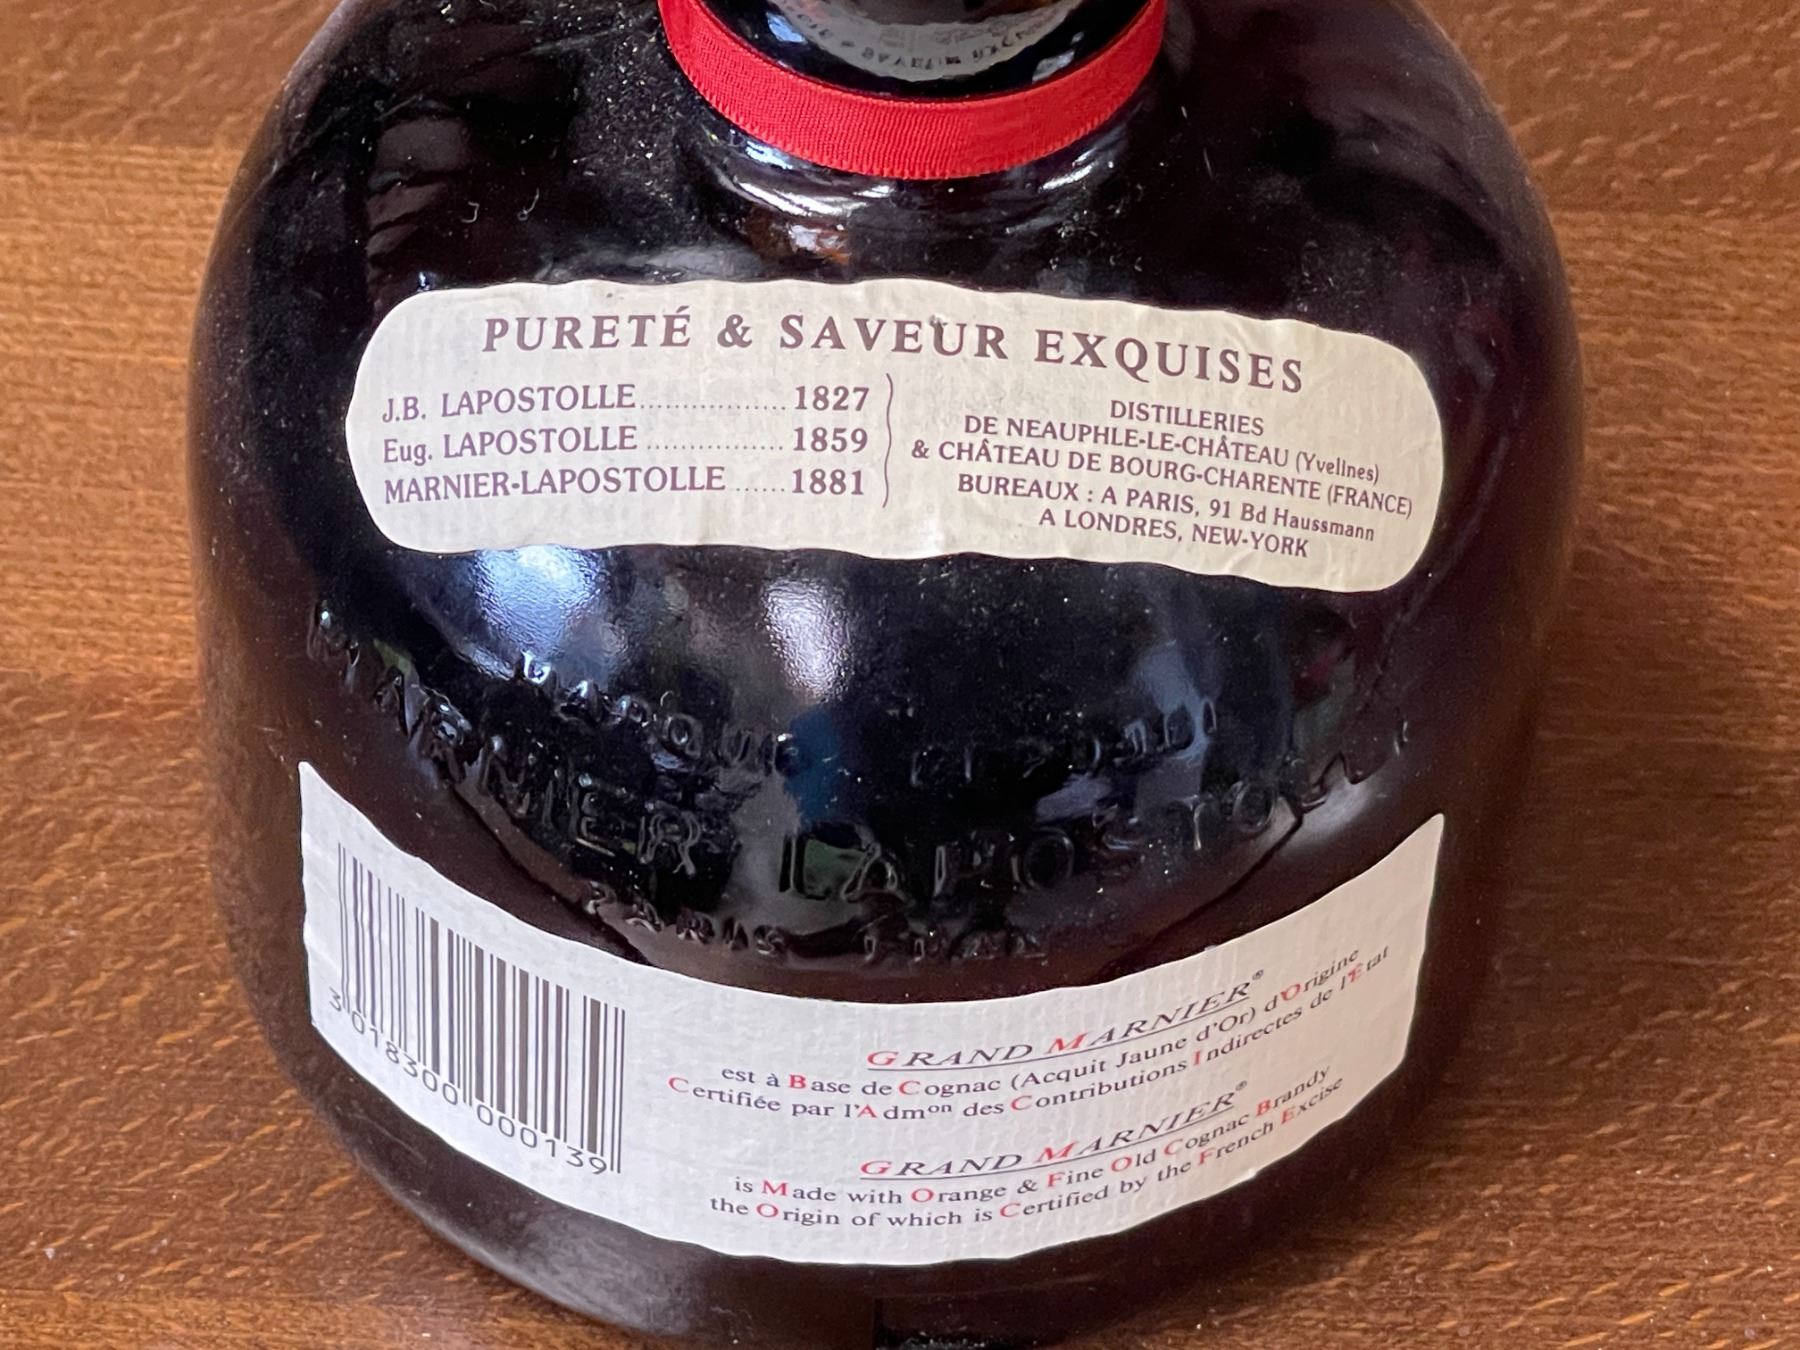 PURETÉ & SAVEUR EXQUISES
J.B. LAPOSTOLLE ................. 1827
Eug. LAPOSTOLLE ................ 1859
MARNIER-LAPOSTOLLE ...... 1881
DISTILLERIES
DE NEAUPHLE-LE-CHÂTEAU (Yvelines)
& CHÂTEAU DE BOURG-CHARENTE (FRANCE)
BUREAUX : A PARIS, 91 Bd Haussmann
A LONDRES, NEW-YORK
MARNIER LAPOSTOLLE
PARIS
3 018300 000139
GRAND MARNIER®
est à Base de Cognac (Acquit Jaune d'Or) d'Origine
Certifiée par l'Admon des Contributions Indirectes de l'État
GRAND MARNIER®
is Made with Orange & Fine Old Cognac Brandy
the Origin of which is Certified by the French Excise